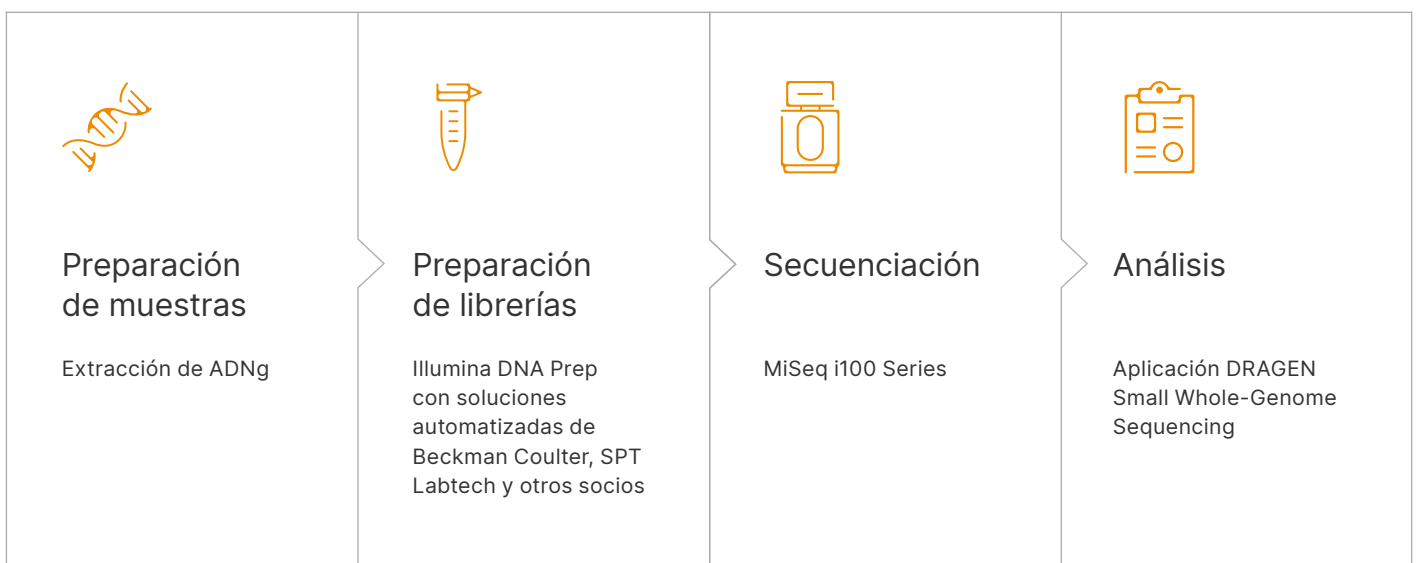 Preparación
de muestras
Extracción de ADNg
Preparación
de librerías
Illumina DNA Prep
con soluciones
automatizadas de
Beckman Coulter, SPT
Labtech y otros socios
Secuenciación
MiSeq i100 Series
Análisis
Aplicación DRAGEN
Small Whole-Genome
Sequencing